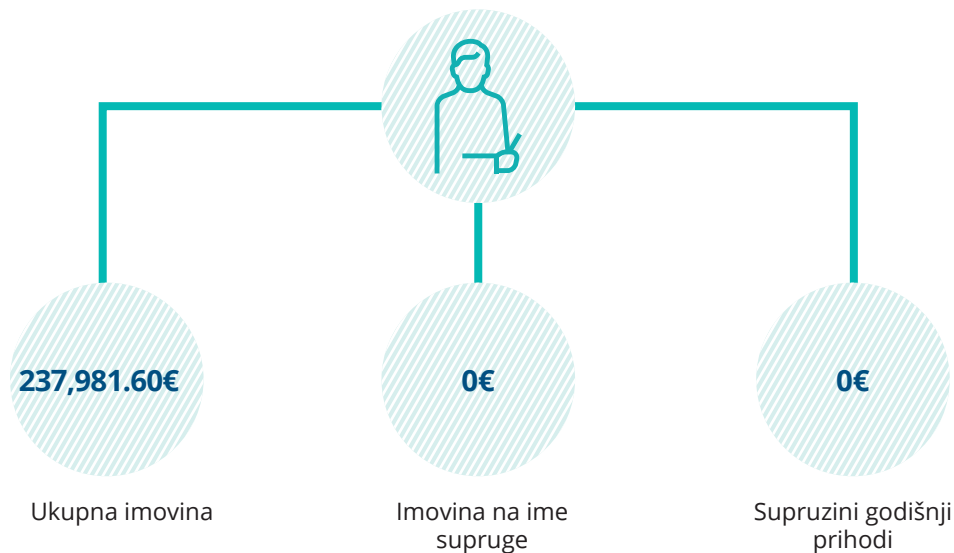 237,981.60€
0€
0€
Ukupna imovina
Imovina na ime
supruge
Supruzini godišnji
prihodi